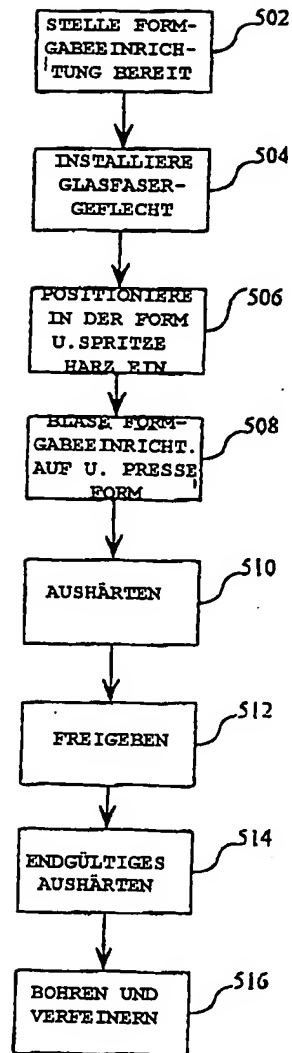 STELLE FORM-
GABEEINRICH-
TUNG BEREIT
502
INSTALLIERE
GLASFASER-
GEFLECHT
504
POSITIONIERE
IN DER FORM
U.SPRITZE
HARZ EIN
506
BLASE FORM-
GABEEINRICHT.
AUF U. PRESSE
FORM
508
AUSHÄRTEN
510
FREIGEBEN
512
ENDGÜLTIGES
AUSHÄRTEN
514
BOHREN UND
VERFEINERN
516